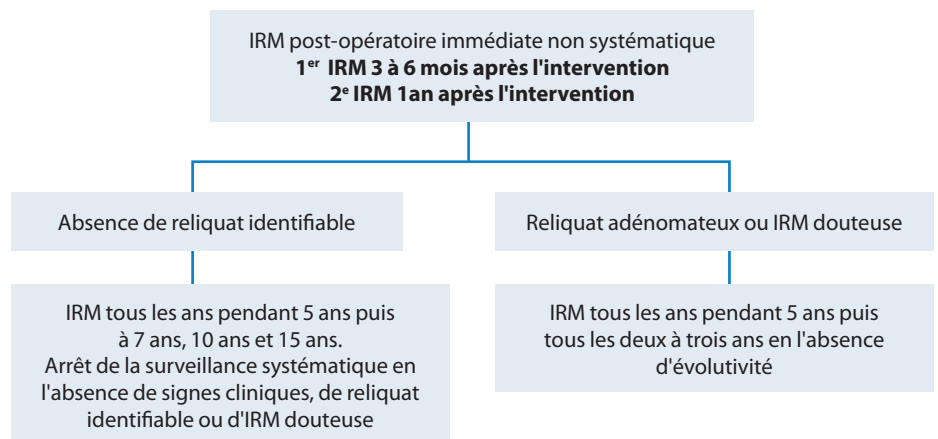 IRM post-opératoire immédiate non systématique
1er IRM 3 à 6 mois après l'intervention
2e IRM 1an après l'intervention
Absence de reliquat identifiable
Reliquat adénomateux ou IRM douteuse
IRM tous les ans pendant 5 ans puis
à 7 ans, 10 ans et 15 ans.
Arrêt de la surveillance systématique en
l'absence de signes cliniques, de reliquat
identifiable ou d'IRM douteuse
IRM tous les ans pendant 5 ans puis
tous les deux à trois ans en l'absence
d'évolutivité